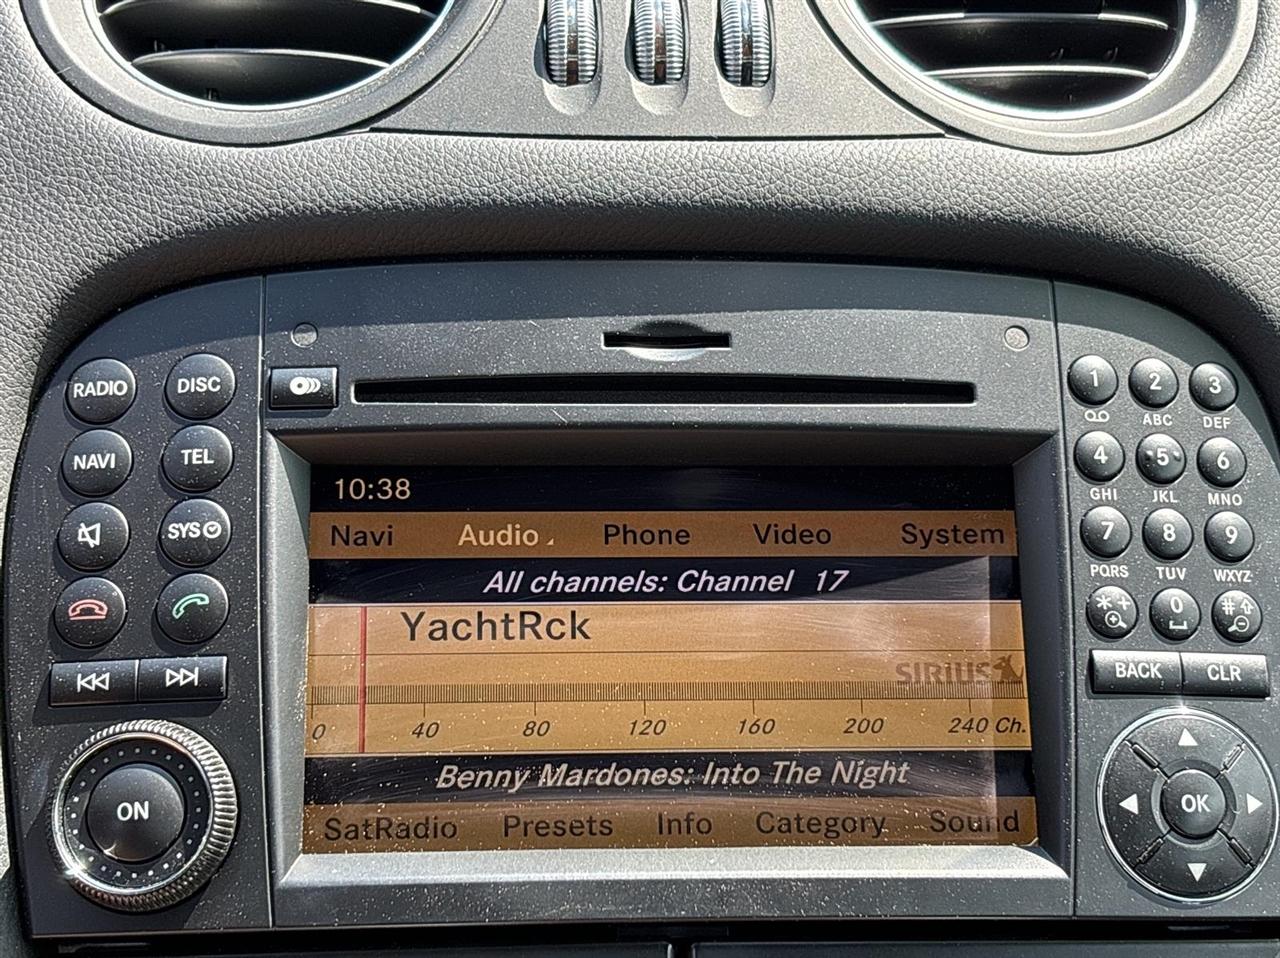 RADIO
DISC
NAVI
TEL
SYS
ON
10:38
Navi Audio Phone Video System
All channels: Channel 17
YachtRck
SIRIUS
0 40 80 120 160 200 240 Ch.
Benny Mardones: Into The Night
SatRadio Presets Info Category Sound
1 2 3
ABC DEF
4 5 6
GHI JKL MNO
7 8 9
PQRS TUV WXYZ
* + 0 #
BACK CLR
OK